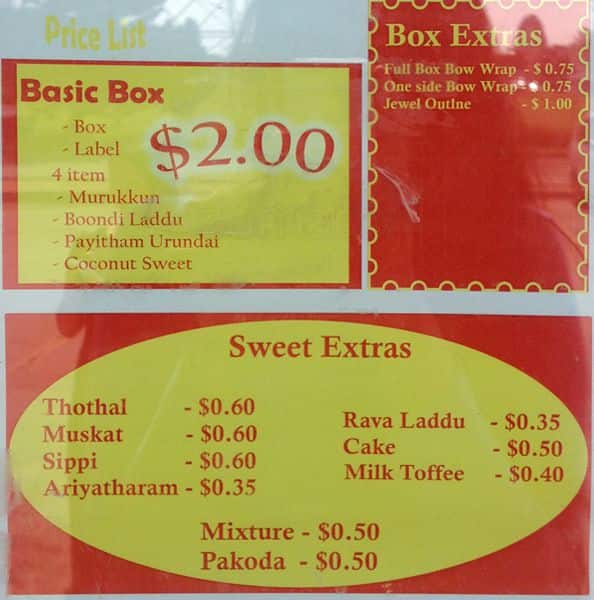 Price List
Basic Box
- Box
- Label
$2.00
4 item
- Murukkun
- Boondi Laddu
- Payitham Urundai
- Coconut Sweet
Box Extras
Full Box Bow Wrap - $ 0.75
One side Bow Wrap - $ 0.75
Jewel Outlne - $ 1.00
Sweet Extras
Thothal - $0.60
Muskat - $0.60
Sippi - $0.60
Ariyatharam - $0.35
Rava Laddu - $0.35
Cake - $0.50
Milk Toffee - $0.40
Mixture - $0.50
Pakoda - $0.50